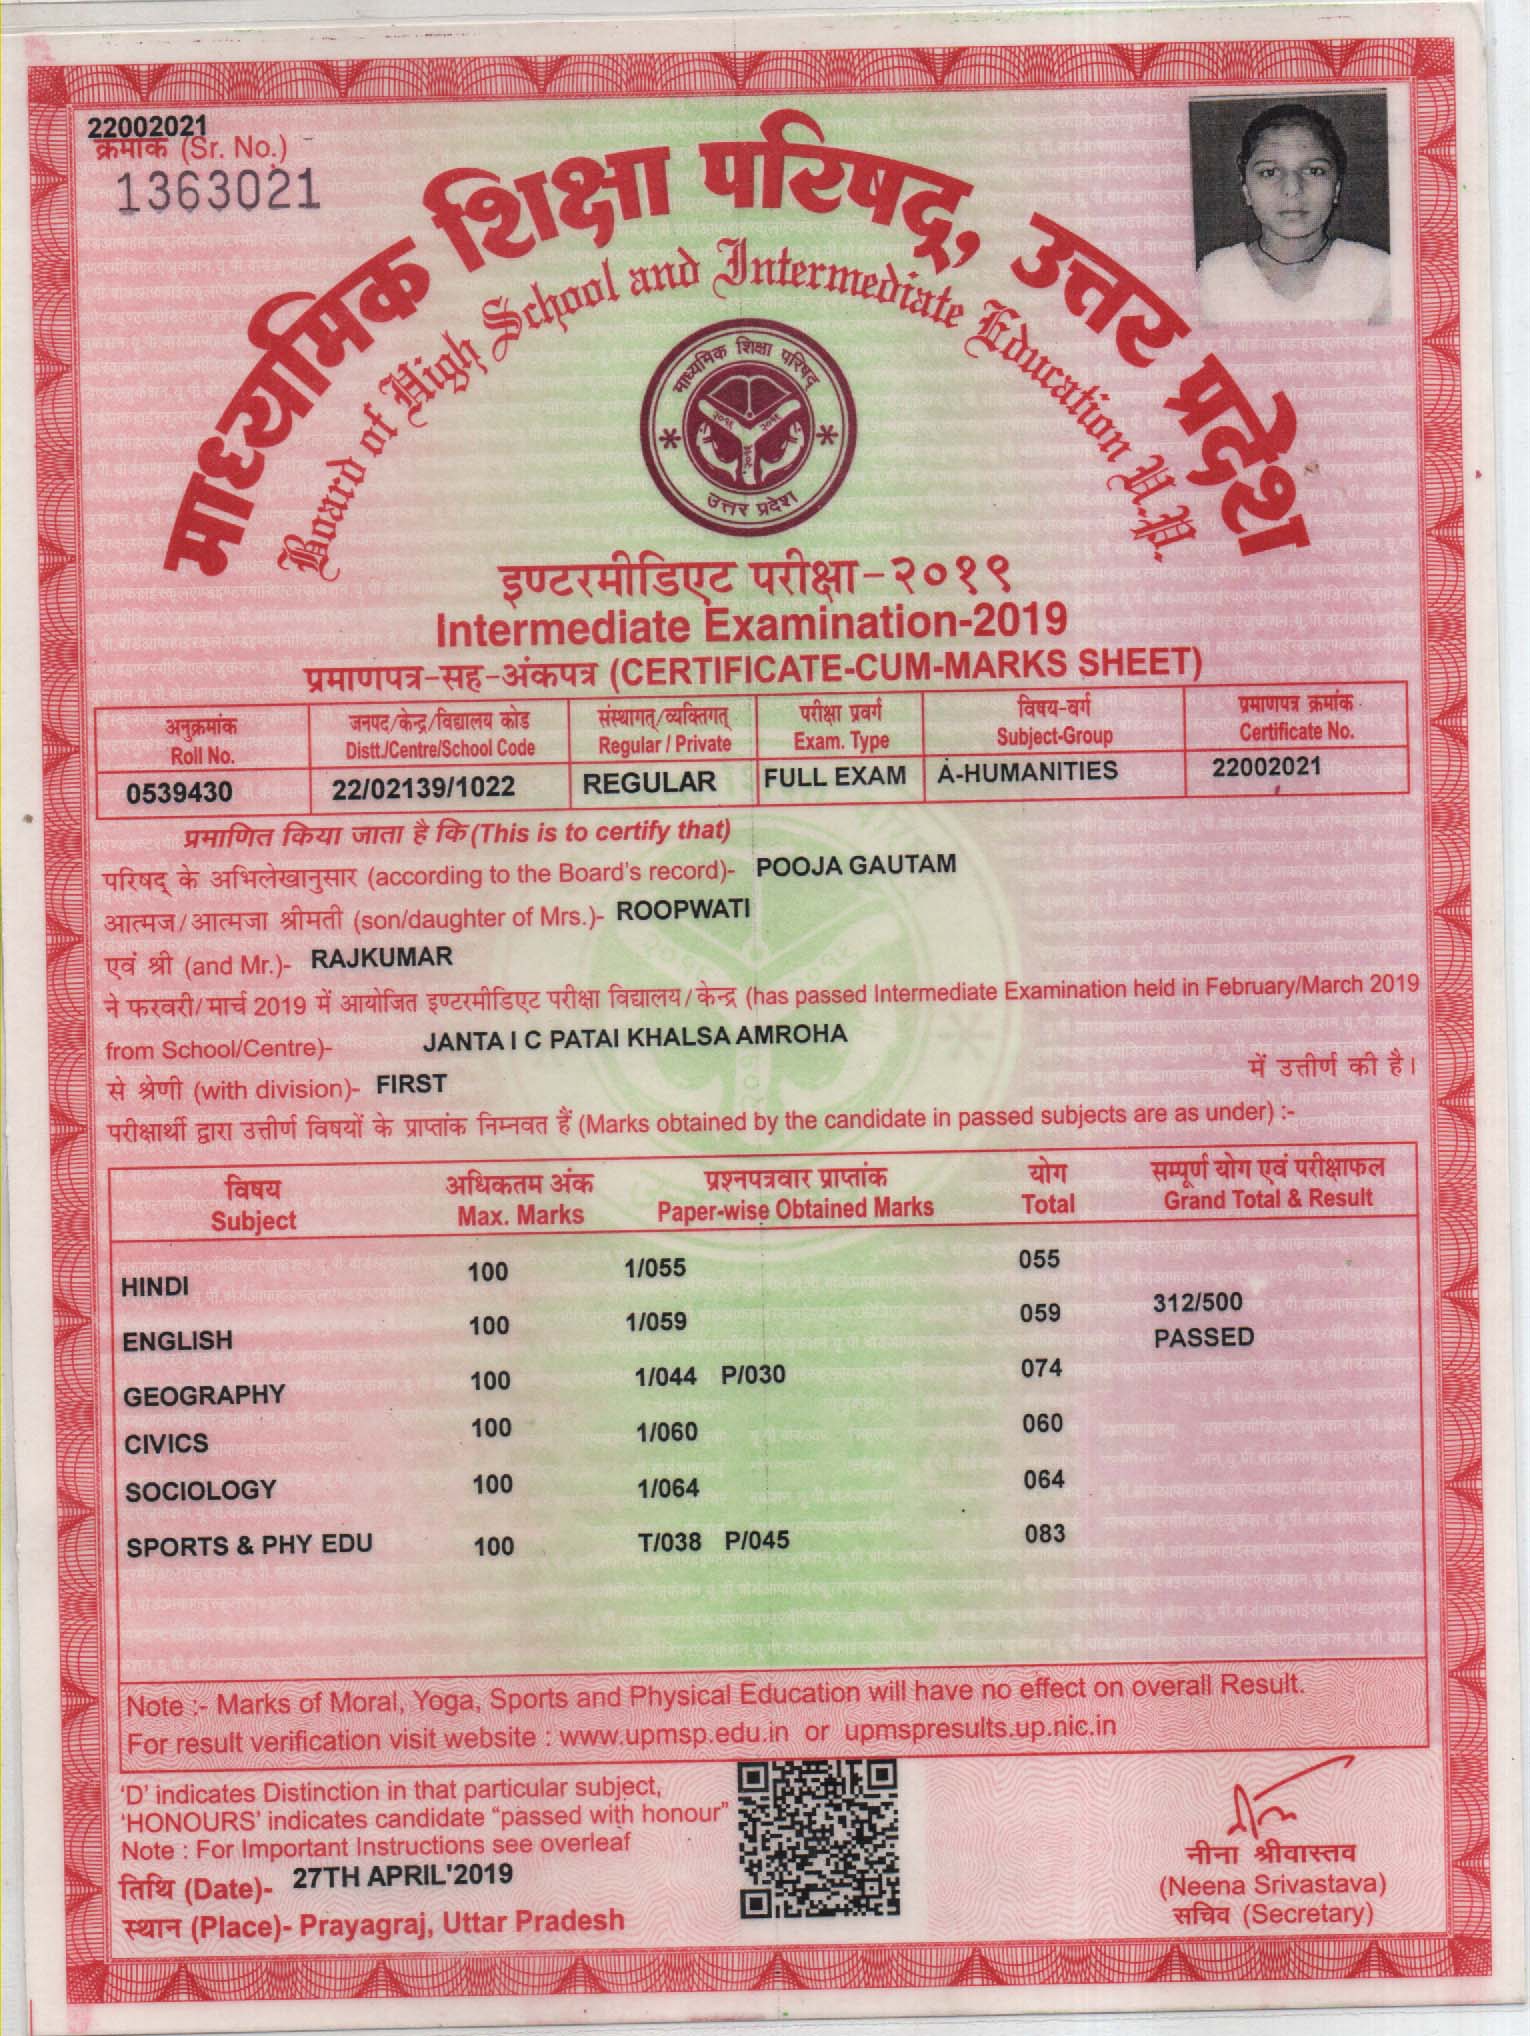 22002021
क्रमांक (Sr. No.)
1363021
माध्यमिक शिक्षा परिषद्, उत्तर प्रदेश
Board of High School and Intermediate Education U.P.
माध्यमिक शिक्षा परिषद्
उत्तर प्रदेश
इण्टरमीडिएट परीक्षा-२०१९
Intermediate Examination-2019
प्रमाणपत्र-सह-अंकपत्र (CERTIFICATE-CUM-MARKS SHEET)
अनुक्रमांक जनपद/केन्द्र/विद्यालय कोड संस्थागत्/व्यक्तिगत् परीक्षा प्रवर्ग विषय-वर्ग प्रमाणपत्र क्रमांक
Roll No. Distt./Centre/School Code Regular / Private Exam. Type Subject-Group Certificate No.
0539430 22/02139/1022 REGULAR FULL EXAM A-HUMANITIES 22002021
प्रमाणित किया जाता है कि (This is to certify that)
परिषद् के अभिलेखानुसार (according to the Board's record)- POOJA GAUTAM
आत्मज/आत्मजा श्रीमती (son/daughter of Mrs.)- ROOPWATI
एवं श्री (and Mr.)- RAJKUMAR
ने फरवरी/मार्च 2019 में आयोजित इण्टरमीडिएट परीक्षा विद्यालय/केन्द्र (has passed Intermediate Examination held in February/March 2019
from School/Centre)- JANTA I C PATAI KHALSA AMROHA
से श्रेणी (with division)- FIRST में उत्तीर्ण की है।
परीक्षार्थी द्वारा उत्तीर्ण विषयों के प्राप्तांक निम्नवत हैं (Marks obtained by the candidate in passed subjects are as under) :-
विषय अधिकतम अंक प्रश्नपत्रवार प्राप्तांक योग सम्पूर्ण योग एवं परीक्षाफल
Subject Max. Marks Paper-wise Obtained Marks Total Grand Total & Result
HINDI 100 1/055 055
ENGLISH 100 1/059 059 312/500
PASSED
GEOGRAPHY 100 1/044 P/030 074
CIVICS 100 1/060 060
SOCIOLOGY 100 1/064 064
SPORTS & PHY EDU 100 T/038 P/045 083
Note :- Marks of Moral, Yoga, Sports and Physical Education will have no effect on overall Result.
For result verification visit website : www.upmsp.edu.in or upmspresults.up.nic.in
'D' indicates Distinction in that particular subject,
'HONOURS' indicates candidate "passed with honour"
Note : For Important Instructions see overleaf
तिथि (Date)- 27TH APRIL'2019
स्थान (Place)- Prayagraj, Uttar Pradesh
नीना श्रीवास्तव
(Neena Srivastava)
सचिव (Secretary)